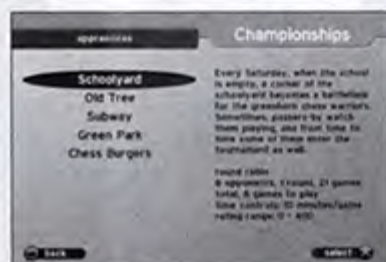 apprentices
Championships
Schoolyard
Old Tree
Subway
Green Park
Chess Burgers
Every Saturday, when the school
is empty, a corner of the
schoolyard becomes a battlefield
for the greenhorn chess warriors.
Sometimes, passers-by watch
them playing, and from time to
time some of them enter the
tournament as well.
round robin
6 opponents, 1 round, 21 games
total, 6 games to play
time controls: 10 minutes/game
rating range: 0 - 400
back
select